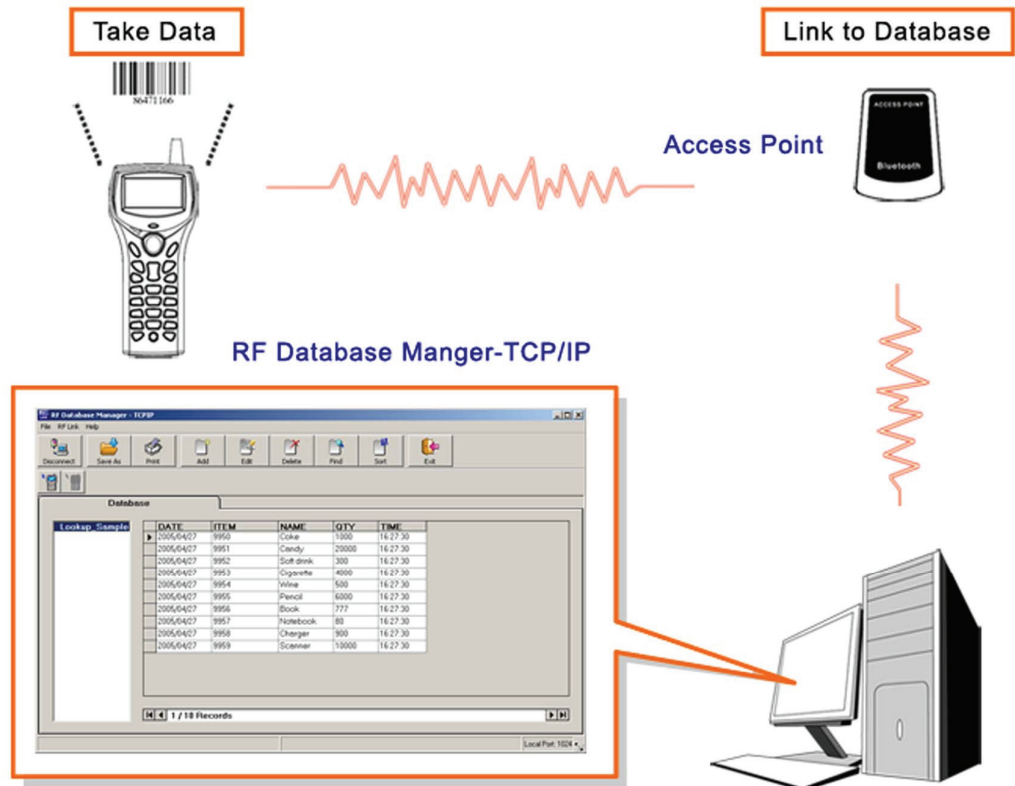 Take Data
Link to Database
86471166
ACCESS POINT
Bluetooth
Access Point
RF Database Manger-TCP/IP
RF Database Manager - TCPIP
File RF Link Help
Disconnect Save As Print Add Edit Delete Find Sort Exit
Database
Lookup_Sample
DATE ITEM NAME QTY TIME
2005/04/27 9950 Coke 1000 16:27:30
2005/04/27 9951 Candy 20000 16:27:30
2005/04/27 9952 Soft drink 300 16:27:30
2005/04/27 9953 Cigarette 4000 16:27:30
2005/04/27 9954 Wine 500 16:27:30
2005/04/27 9955 Pencil 6000 16:27:30
2005/04/27 9956 Book 777 16:27:30
2005/04/27 9957 Notebook 80 16:27:30
2005/04/27 9958 Charger 900 16:27:30
2005/04/27 9959 Scanner 10000 16:27:30
1 / 10 Records
Local Port: 1024